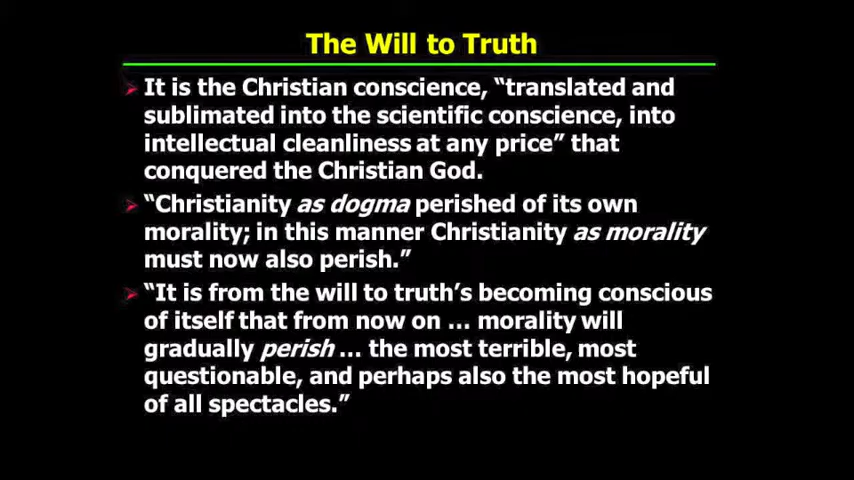 The Will to Truth
It is the Christian conscience, “translated and
sublimated into the scientific conscience, into
intellectual cleanliness at any price” that
conquered the Christian God.
“Christianity as dogma perished of its own
morality; in this manner Christianity as morality
must now also perish.”
“It is from the will to truth’s becoming conscious
of itself that from now on … morality will
gradually perish … the most terrible, most
questionable, and perhaps also the most hopeful
of all spectacles.”